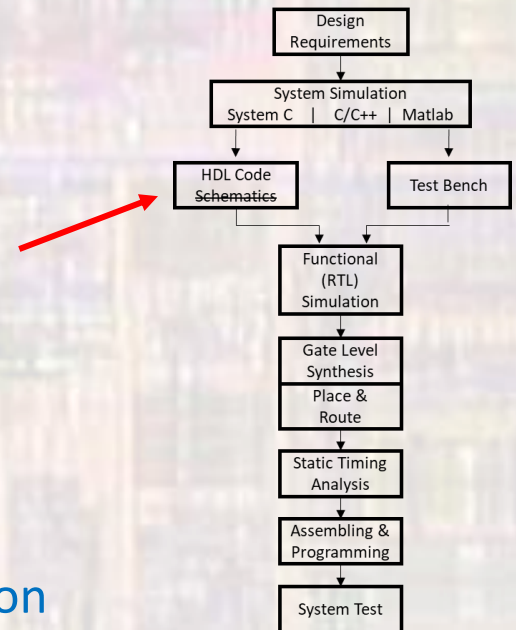 Design
Requirements
System Simulation
System C | C/C++ | Matlab
HDL Code
Schematics
Test Bench
Functional
(RTL)
Simulation
Gate Level
Synthesis
Place &
Route
Static Timing
Analysis
Assembling &
Programming
System Test
on